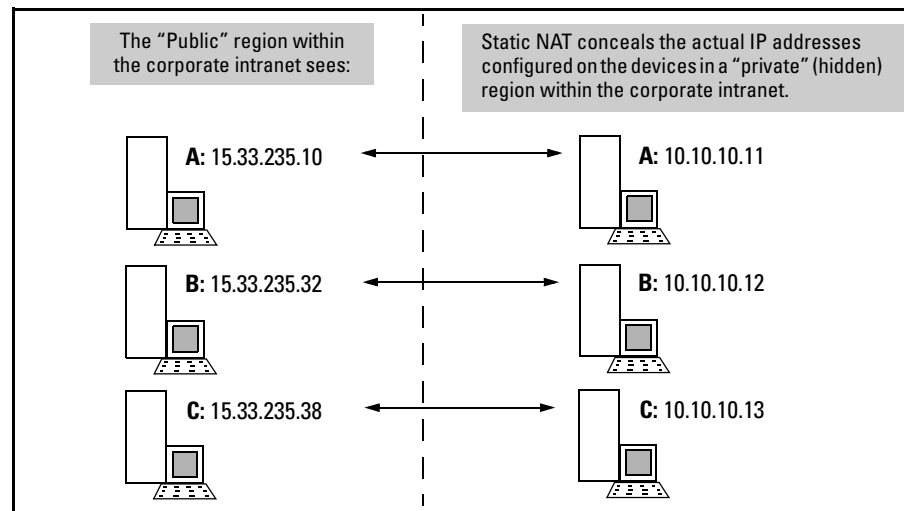 The “Public” region within
the corporate intranet sees:
Static NAT conceals the actual IP addresses
configured on the devices in a “private” (hidden)
region within the corporate intranet.
A: 15.33.235.10
A: 10.10.10.11
B: 15.33.235.32
B: 10.10.10.12
C: 15.33.235.38
C: 10.10.10.13